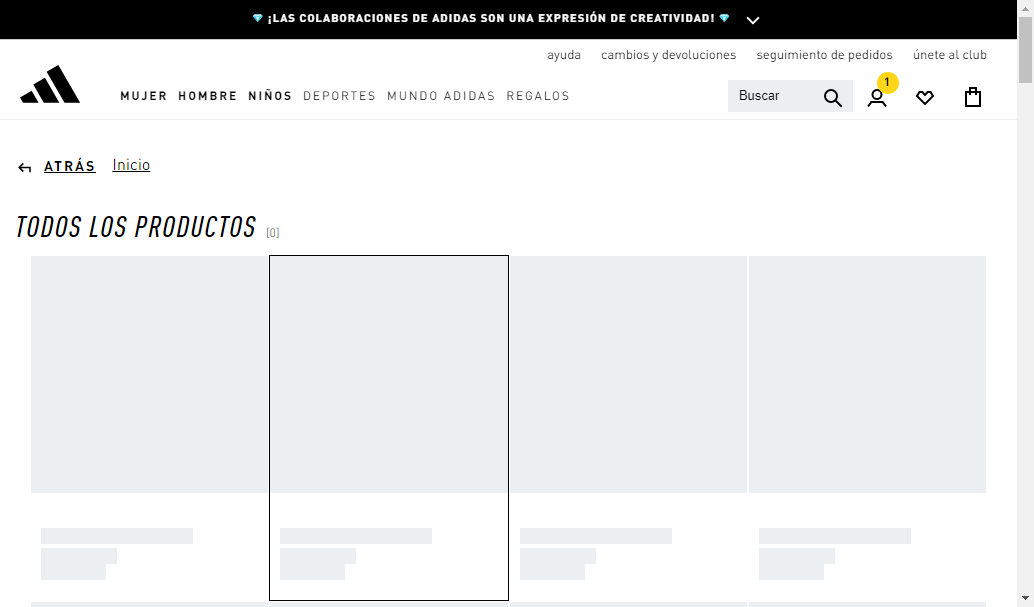 💎 ¡LAS COLABORACIONES DE ADIDAS SON UNA EXPRESIÓN DE CREATIVIDAD! 💎
ayuda cambios y devoluciones seguimiento de pedidos únete al club
MUJER HOMBRE NIÑOS DEPORTES MUNDO ADIDAS REGALOS
Buscar
1
ATRÁS Inicio
TODOS LOS PRODUCTOS [0]